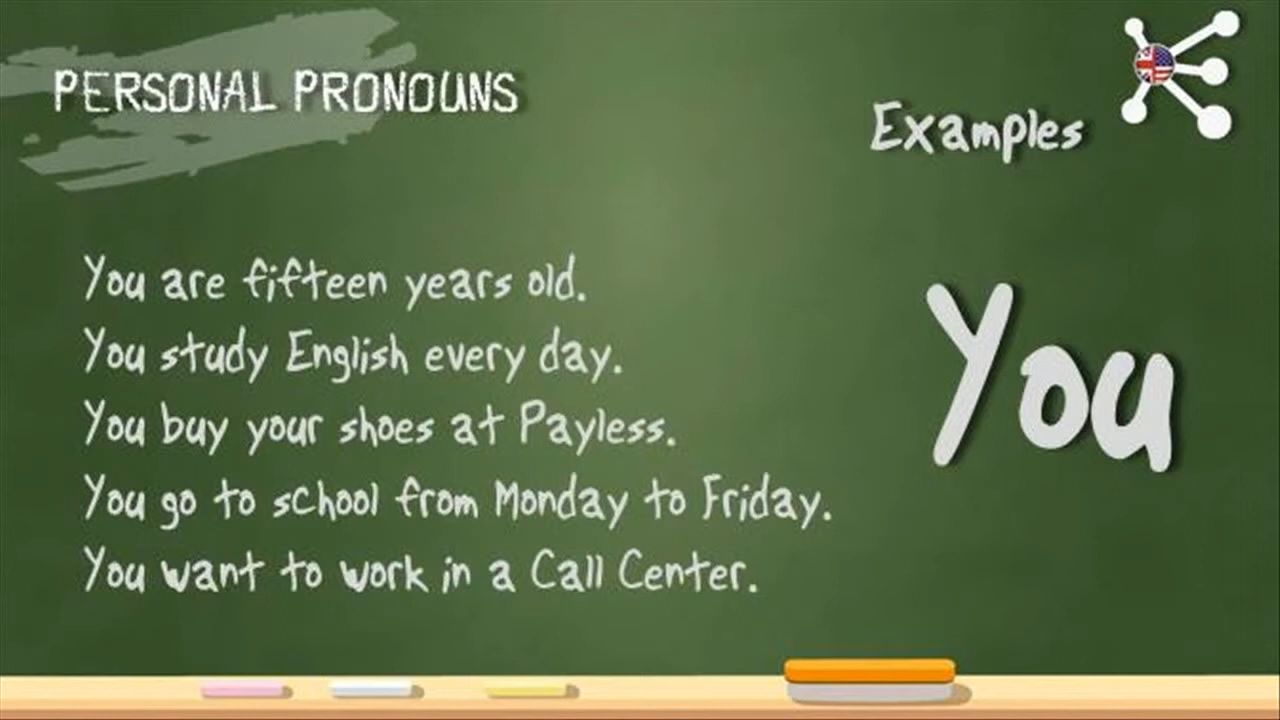 PERSONAL PRONOUNS
Examples
You are fifteen years old.
You study English every day.
You buy your shoes at Payless.
You go to school from Monday to Friday.
You want to work in a Call Center.
You